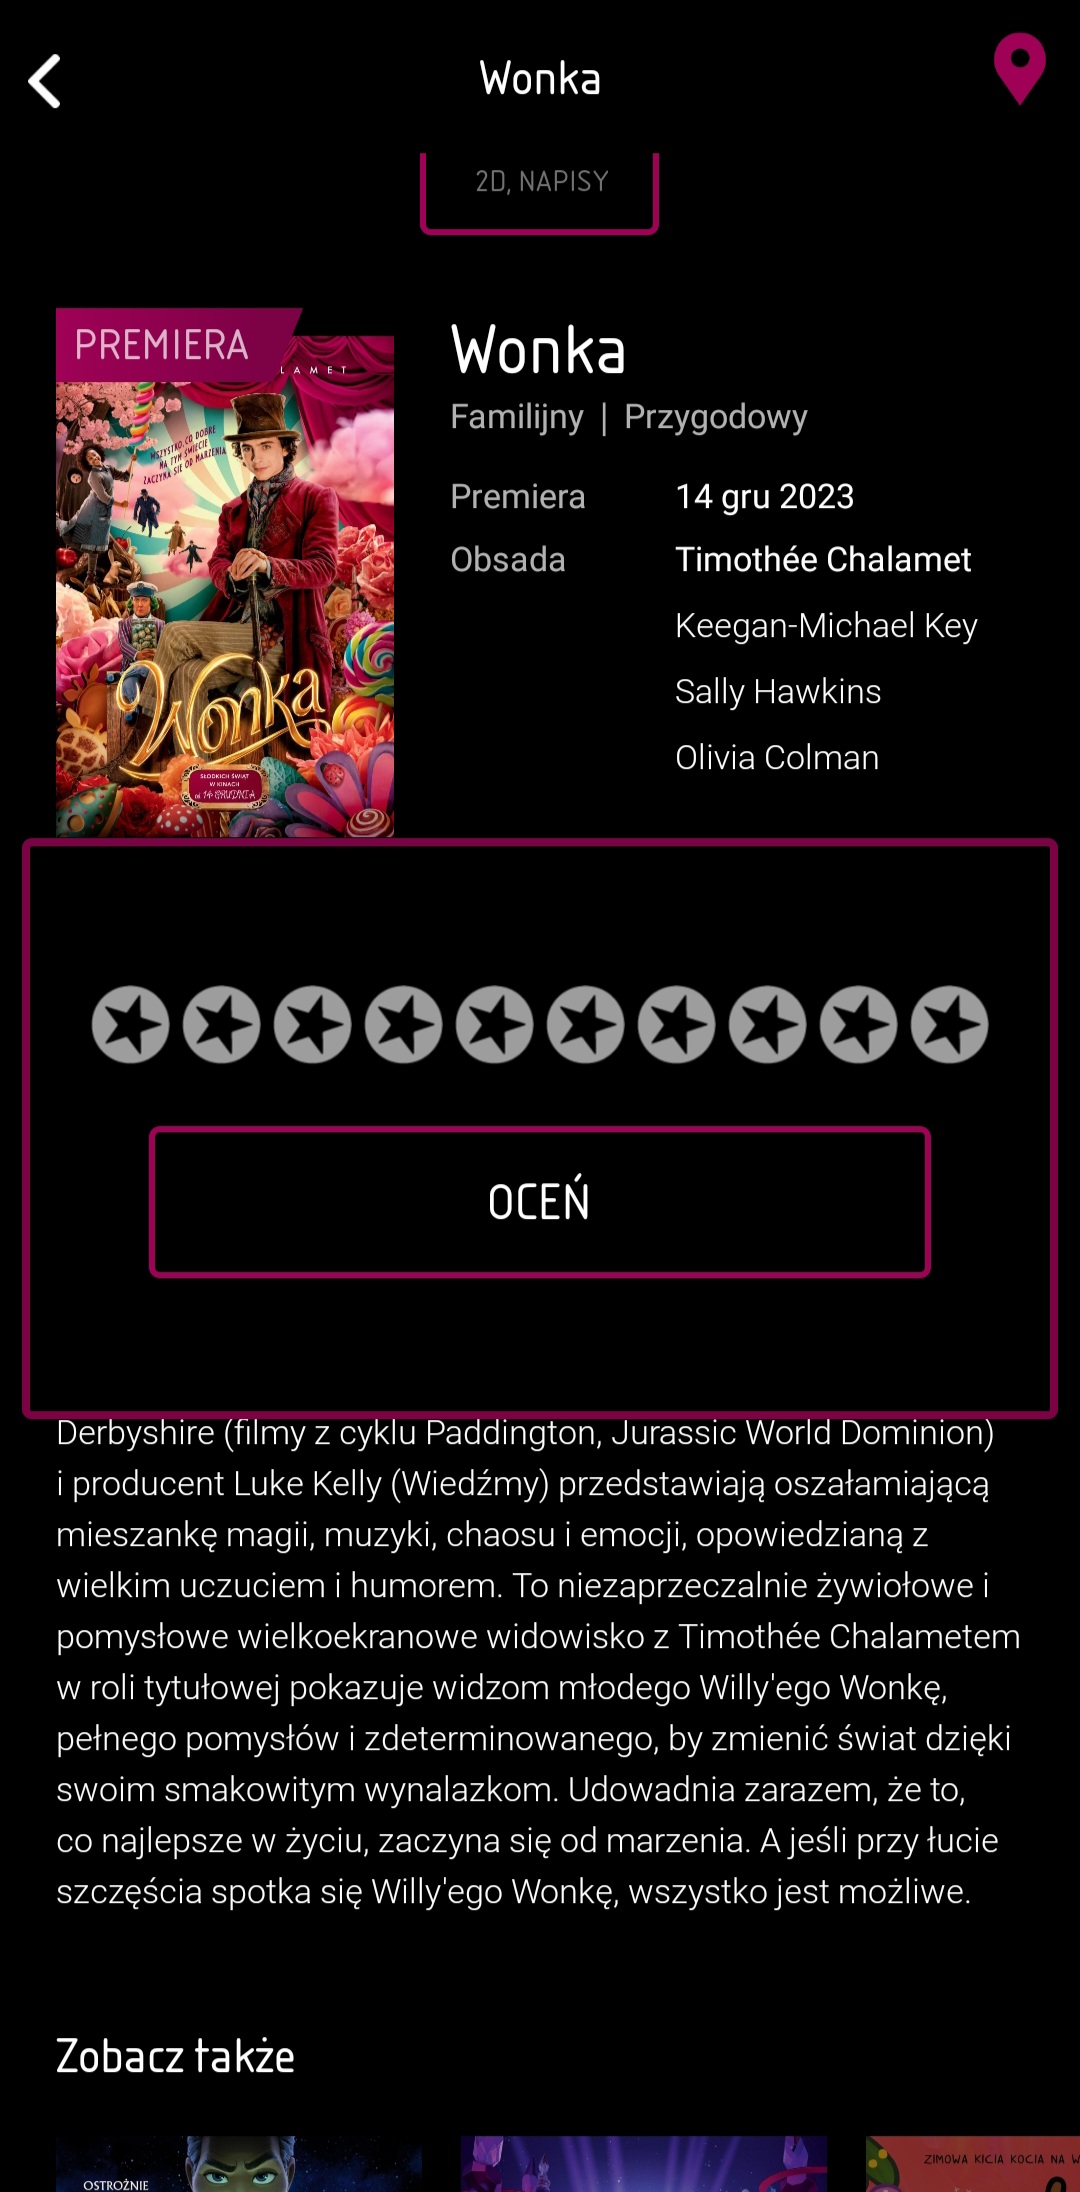 Wonka
2D, NAPISY
PREMIERA
LAMET
WSZYSTKO, CO DOBRE
NA TYM ŚWIECIE
ZACZYNA SIĘ OD MARZENIA
Wonka
SŁODKICH ŚWIĄT
W KINACH
od 14 GRUDNIA
Wonka
Familijny | Przygodowy
Premiera 14 gru 2023
Obsada Timothée Chalamet
Keegan-Michael Key
Sally Hawkins
Olivia Colman
OCEŃ
Derbyshire (filmy z cyklu Paddington, Jurassic World Dominion)
i producent Luke Kelly (Wiedźmy) przedstawiają oszałamiającą
mieszankę magii, muzyki, chaosu i emocji, opowiedzianą z
wielkim uczuciem i humorem. To niezaprzeczalnie żywiołowe i
pomysłowe wielkoekranowe widowisko z Timothée Chalametem
w roli tytułowej pokazuje widzom młodego Willy'ego Wonkę,
pełnego pomysłów i zdeterminowanego, by zmienić świat dzięki
swoim smakowitym wynalazkom. Udowadnia zarazem, że to,
co najlepsze w życiu, zaczyna się od marzenia. A jeśli przy łucie
szczęścia spotka się Willy'ego Wonkę, wszystko jest możliwe.
Zobacz także
OSTROŻNIE
ZIMOWA KICIA KOCIA NA W